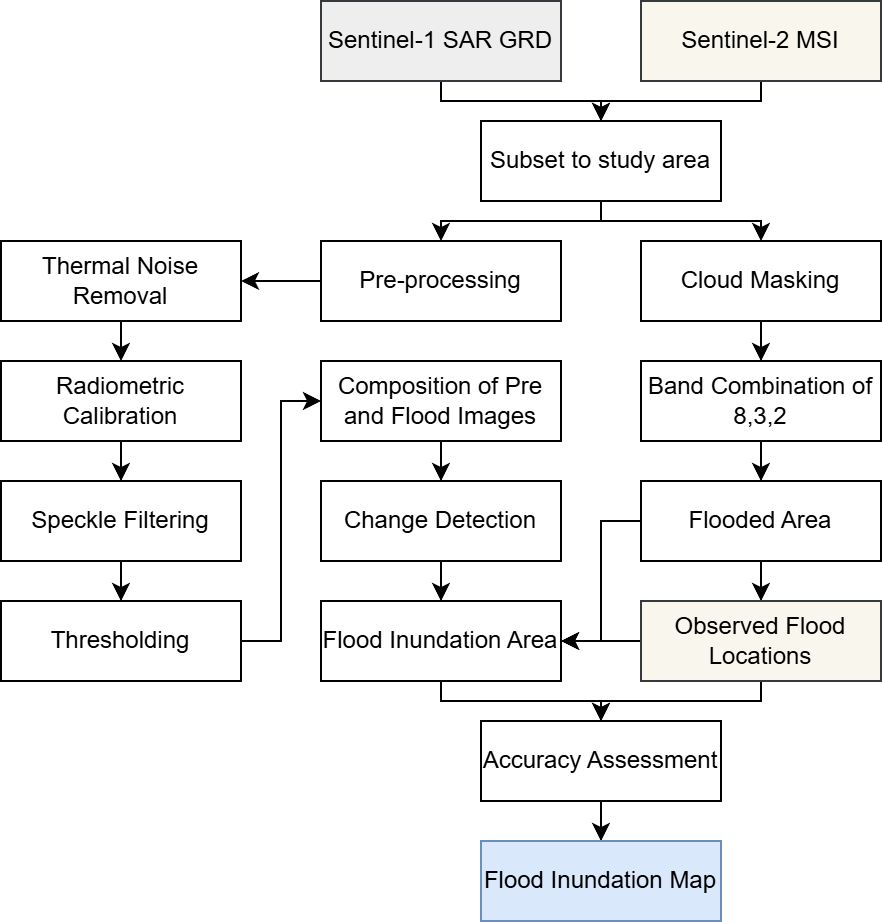 Sentinel-1 SAR GRD
Sentinel-2 MSI
Subset to study area
Thermal Noise
Removal
Pre-processing
Cloud Masking
Radiometric
Calibration
Composition of Pre
and Flood Images
Band Combination of
8,3,2
Speckle Filtering
Change Detection
Flooded Area
Thresholding
Flood Inundation Area
Observed Flood
Locations
Accuracy Assessment
Flood Inundation Map